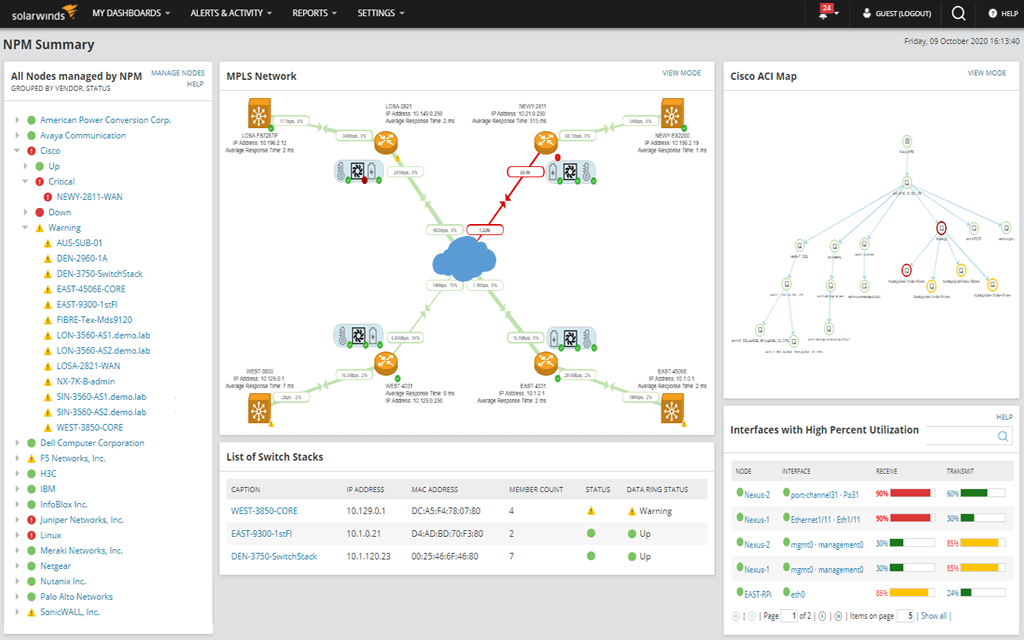 solarwinds
MY DASHBOARDS
ALERTS & ACTIVITY
REPORTS
SETTINGS
24
GUEST (LOGOUT)
HELP
NPM Summary
Friday, 09 October 2020 16:13:40
All Nodes managed by NPM
MANAGE NODES
GROUPED BY VENDOR, STATUS
HELP
American Power Conversion Corp.
Avaya Communication
Cisco
Up
Critical
NEWY-2811-WAN
Down
Warning
AUS-SUB-01
DEN-2960-1A
DEN-3750-SwitchStack
EAST-4506E-CORE
EAST-9300-1stFl
FIBRE-Tex-Mds9120
LON-3560-AS1.demo.lab
LON-3560-AS2.demo.lab
LOSA-2821-WAN
NX-7K-B-admin
SIN-3560-AS1.demo.lab
SIN-3560-AS2.demo.lab
WEST-3850-CORE
Dell Computer Corporation
F5 Networks, Inc.
H3C
IBM
InfoBlox Inc.
Juniper Networks, Inc.
Linux
Meraki Networks, Inc.
Netgear
Nutanix Inc.
Palo Alto Networks
SonicWALL, Inc.
MPLS Network
VIEW MODE
LOSA-2821
IP Address: 10.149.0.250
Average Response Time: 2 ms
NEWY-2811
IP Address: 10.21.0.250
Average Response Time: 315 ms
IP Address: 10.196.2.12
Average Response Time: 2 ms
NEWY-EX2200
IP Address: 10.196.2.19
Average Response Time: 1 ms
WEST-3850
IP Address: 10.129.0.1
Average Response Time: 7 ms
WEST-4331
Average Response Time: 0 ms
IP Address: 10.129.0.250
EAST-4331
IP Address: 10.1.2.1
Average Response Time: 2 ms
EAST-4506E
IP Address: 10.1.0.1
Average Response Time: 2 ms
List of Switch Stacks
CAPTION IP ADDRESS MAC ADDRESS MEMBER COUNT STATUS DATA RING STATUS
WEST-3850-CORE 10.129.0.1 DC:A5:F4:78:07:80 4 Warning
EAST-9300-1stFl 10.1.0.21 D4:AD:BD:70:F3:80 2 Up
DEN-3750-SwitchStack 10.1.120.23 00:25:46:6F:46:80 7 Up
Cisco ACI Map
VIEW MODE
HELP
Interfaces with High Percent Utilization
NODE INTERFACE RECEIVE TRANSMIT
Nexus-2 port-channel31 - Po31 90% 60%
Nexus-1 Ethernet1/11 - Eth1/11 90% 30%
Nexus-2 mgmt0 - management0 30% 85%
Nexus-1 mgmt0 - management0 30% 85%
EAST-RPi eth0 86% 24%
Page 1 of 2 | Items on page 5 | Show all |